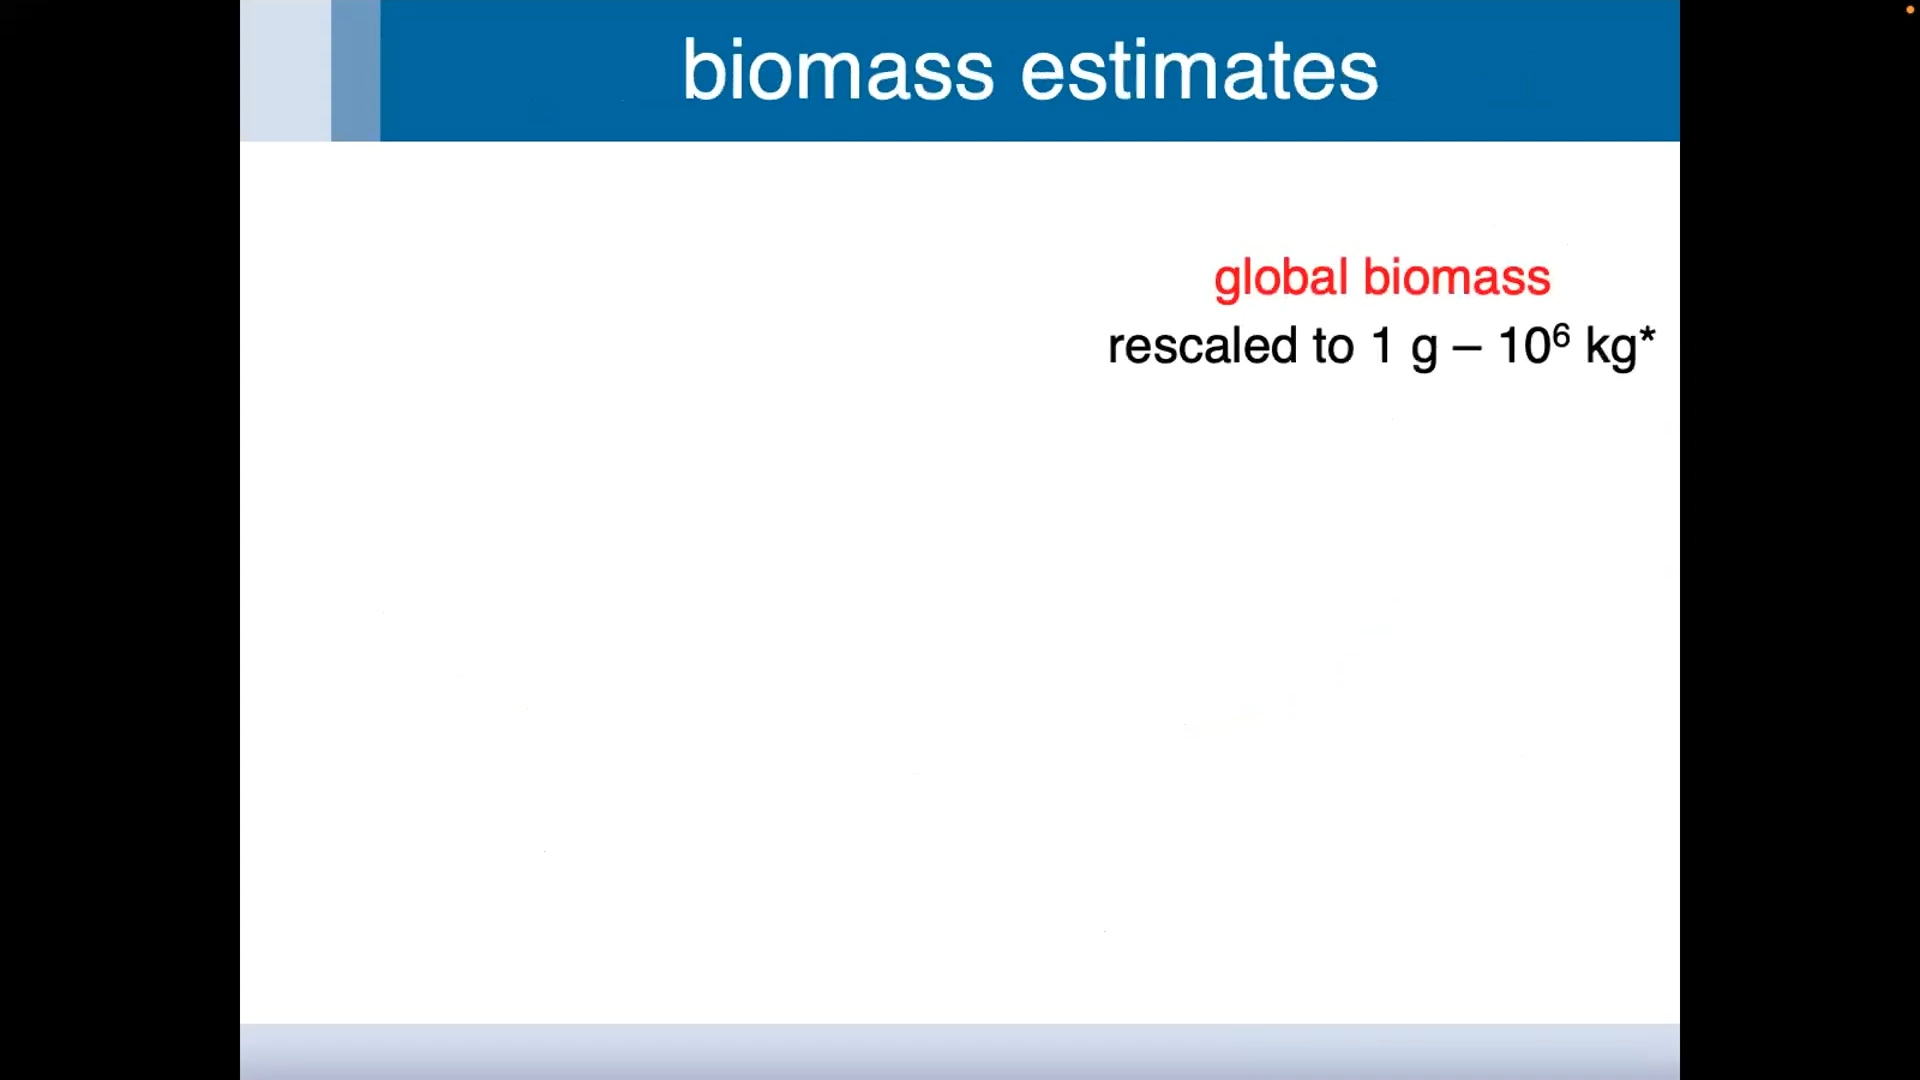 biomass estimates
global biomass
rescaled to 1 g – 10⁶ kg*